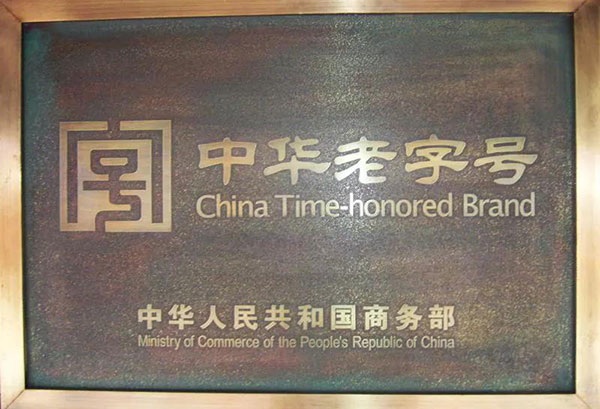 中华老字号
China Time-honored Brand
中华人民共和国商务部
Ministry of Commerce of the People's Republic of China